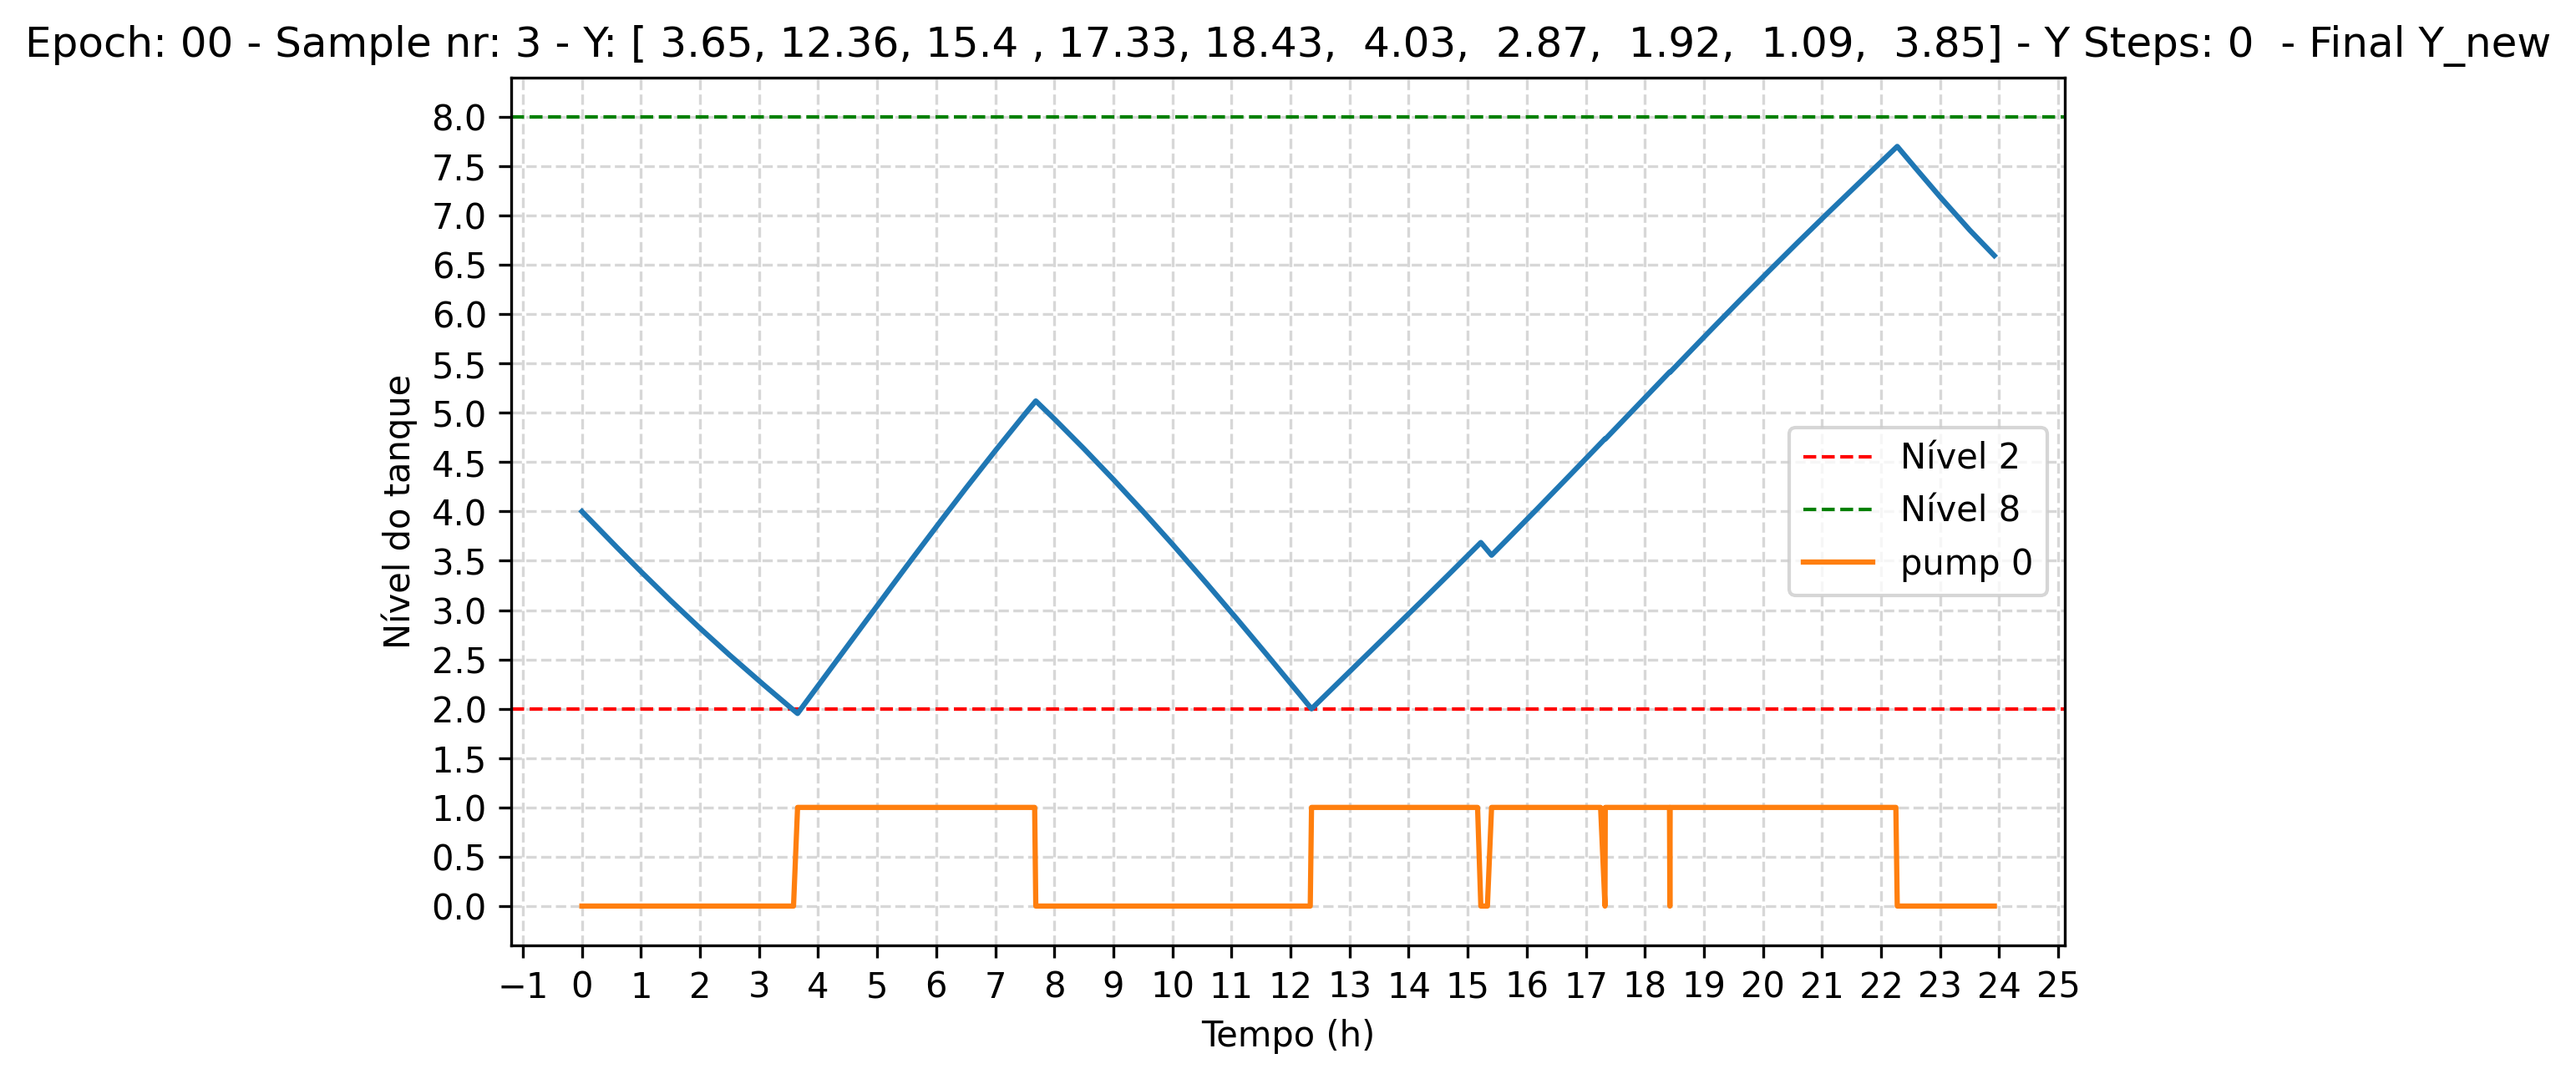 Epoch: 00 - Sample nr: 3 - Y: [ 3.65, 12.36, 15.4 , 17.33, 18.43,  4.03,  2.87,  1.92,  1.09,  3.85] - Y Steps: 0  - Final Y_new
8.0
7.5
7.0
6.5
6.0
5.5
5.0
4.5
4.0
3.5
3.0
2.5
2.0
1.5
1.0
0.5
0.0
Nível do tanque
Nível 2
Nível 8
pump 0
−1 0 1 2 3 4 5 6 7 8 9 10 11 12 13 14 15 16 17 18 19 20 21 22 23 24 25
Tempo (h)